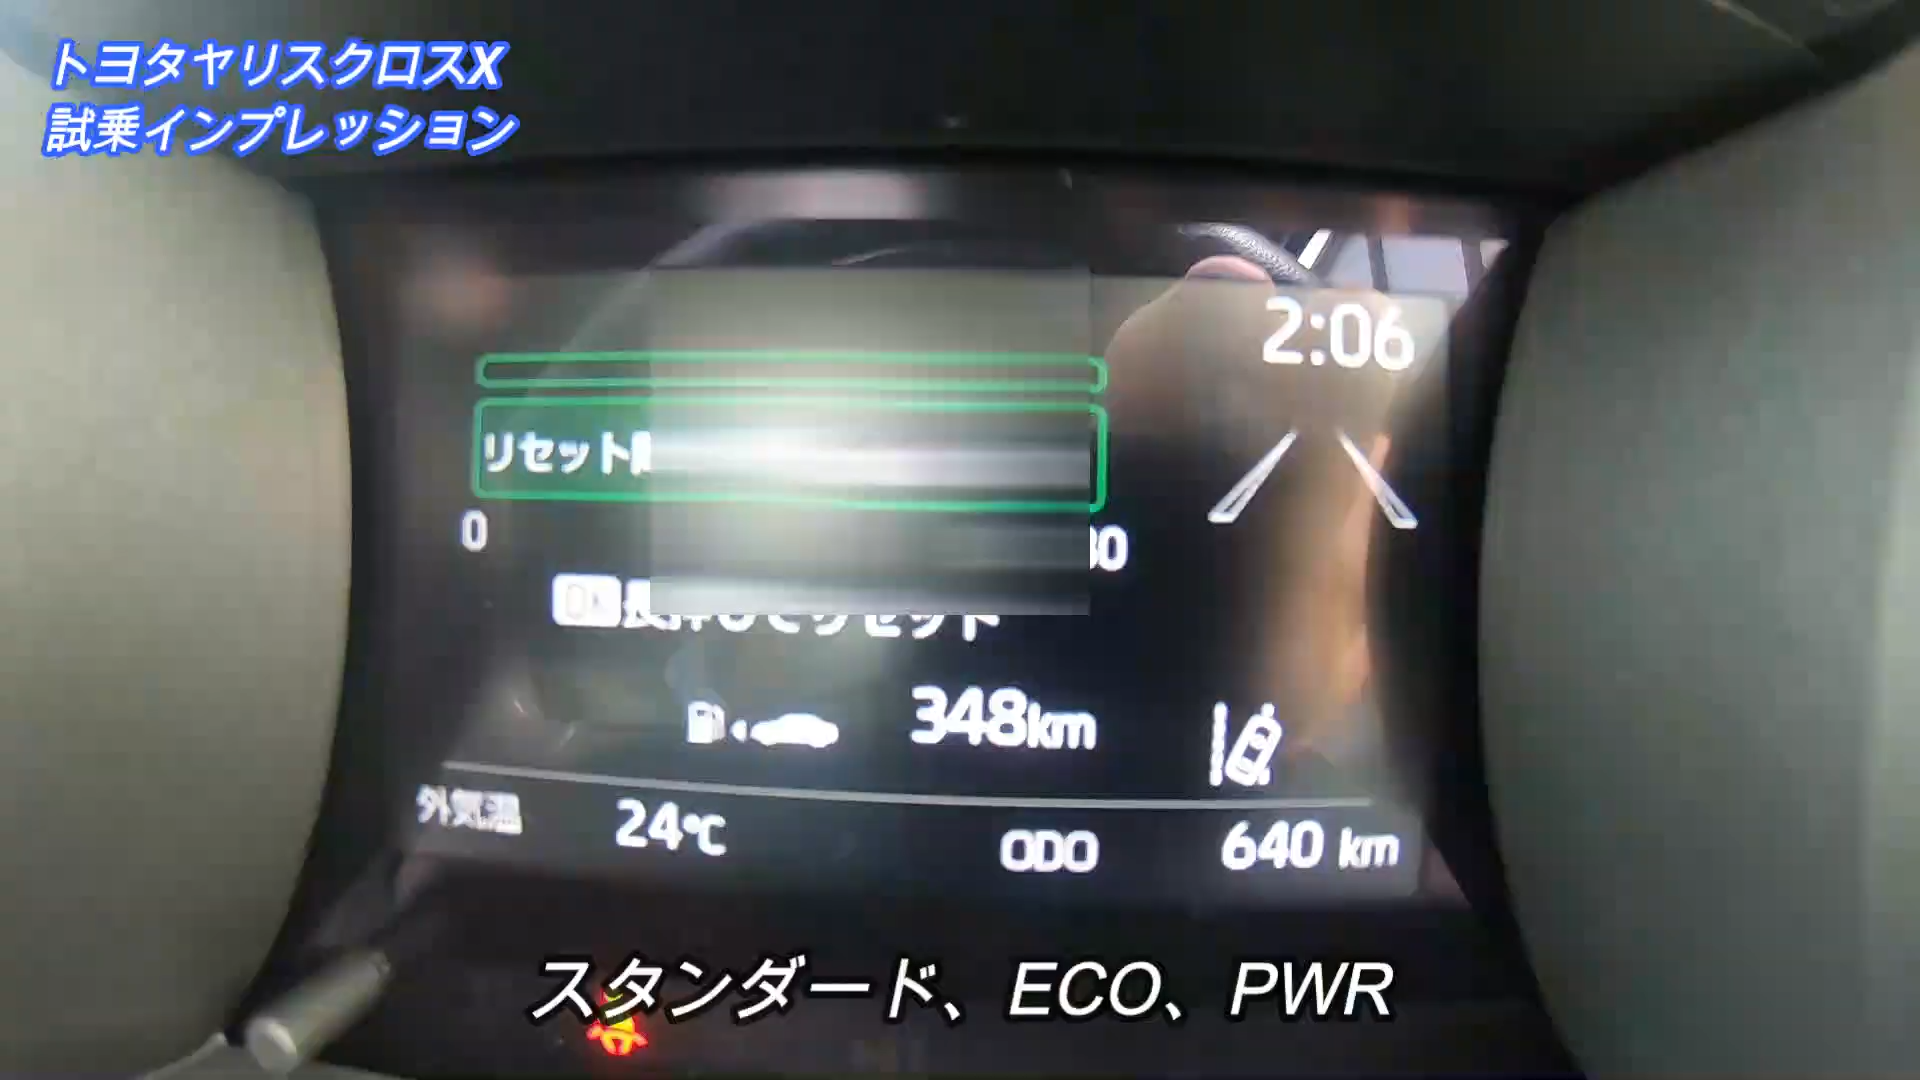 トヨタヤリスクロスX
試乗インプレッション
2:06
リセット
0
30
348km
外気温 24℃ ODO 640 km
スタンダード、ECO、PWR